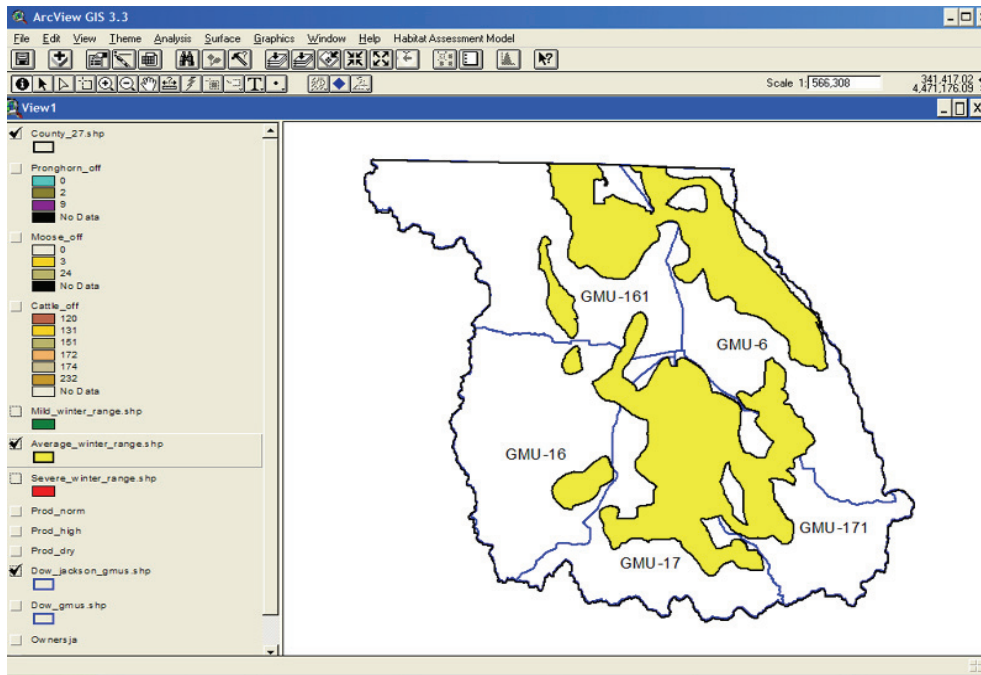 ArcView GIS 3.3
File Edit View Theme Analysis Surface Graphics Window Help Habitat Assessment Model
T
Scale 1: 566,308
341,417.02
4,471,176.09
View1
County_27.shp
Pronghorn_off
0
2
9
No Data
Moose_off
0
3
24
No Data
Cattle_off
120
131
151
172
174
232
No Data
Mild_winter_range.shp
Average_winter_range.shp
Severe_winter_range.shp
Prod_norm
Prod_high
Prod_dry
Dow_jackson_gmus.shp
Dow_gmus.shp
Ownersja
GMU-161
GMU-6
GMU-16
GMU-171
GMU-17